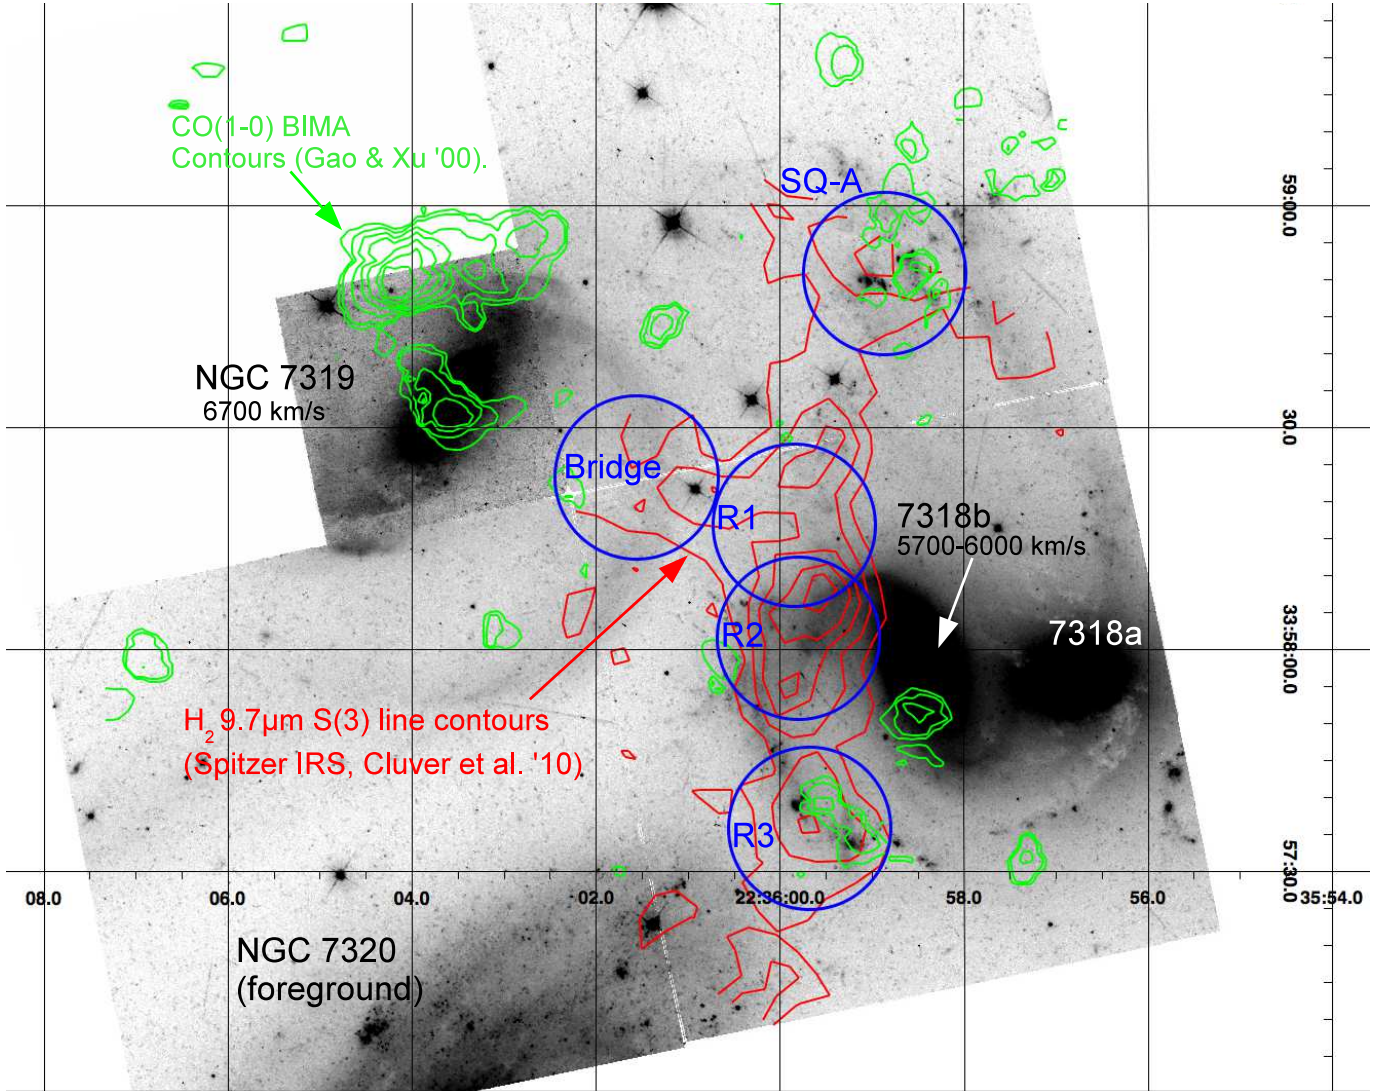 CO(1-0) BIMA
Contours (Gao & Xu '00).
SQ-A
59:00.0
NGC 7319
6700 km/s
30.0
Bridge
R1
7318b
5700-6000 km/s
R2
7318a
33:58:00.0
H2 9.7µm S(3) line contours
(Spitzer IRS, Cluver et al. '10)
R3
57:30.0
08.0 06.0 04.0 02.0 22:36:00.0 58.0 56.0 35:54.0
NGC 7320
(foreground)